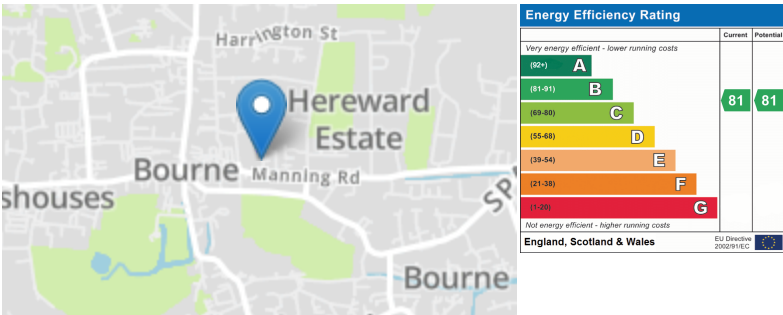 Harrington St
Hereward
Estate
Bourne
Manning Rd
shouses
SP
Bourne
Energy Efficiency Rating
Current Potential
Very energy efficient - lower running costs
(92+) A
(81-91) B
81 81
(69-80) C
(55-68) D
(39-54) E
(21-38) F
(1-20) G
Not energy efficient - higher running costs
England, Scotland & Wales
EU Directive
2002/91/EC